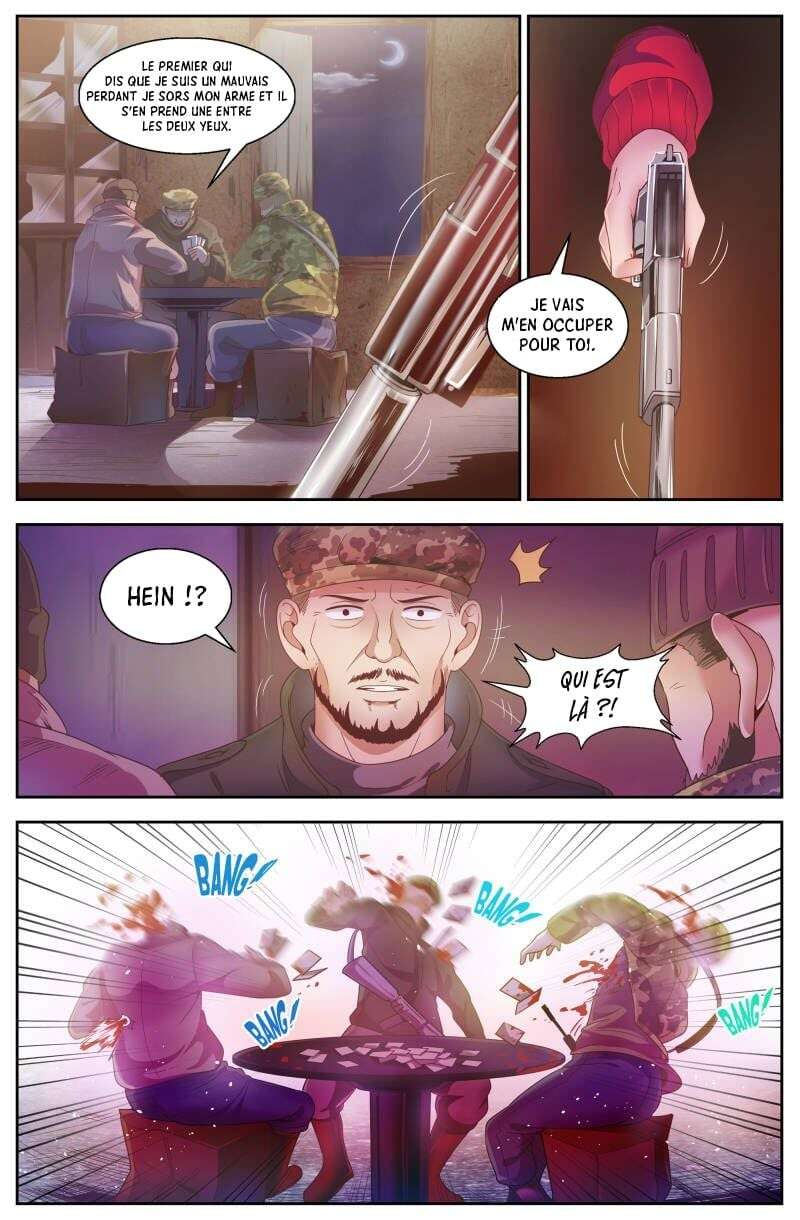 LE PREMIER QUI
DIS QUE JE SUIS UN MAUVAIS
PERDANT JE SORS MON ARME ET IL
S'EN PREND UNE ENTRE
LES DEUX YEUX.
JE VAIS
M'EN OCCUPER
POUR TOI.
HEIN !?
QUI EST
LÀ ?!
BANG!
BANG!
BANG!
BANG!